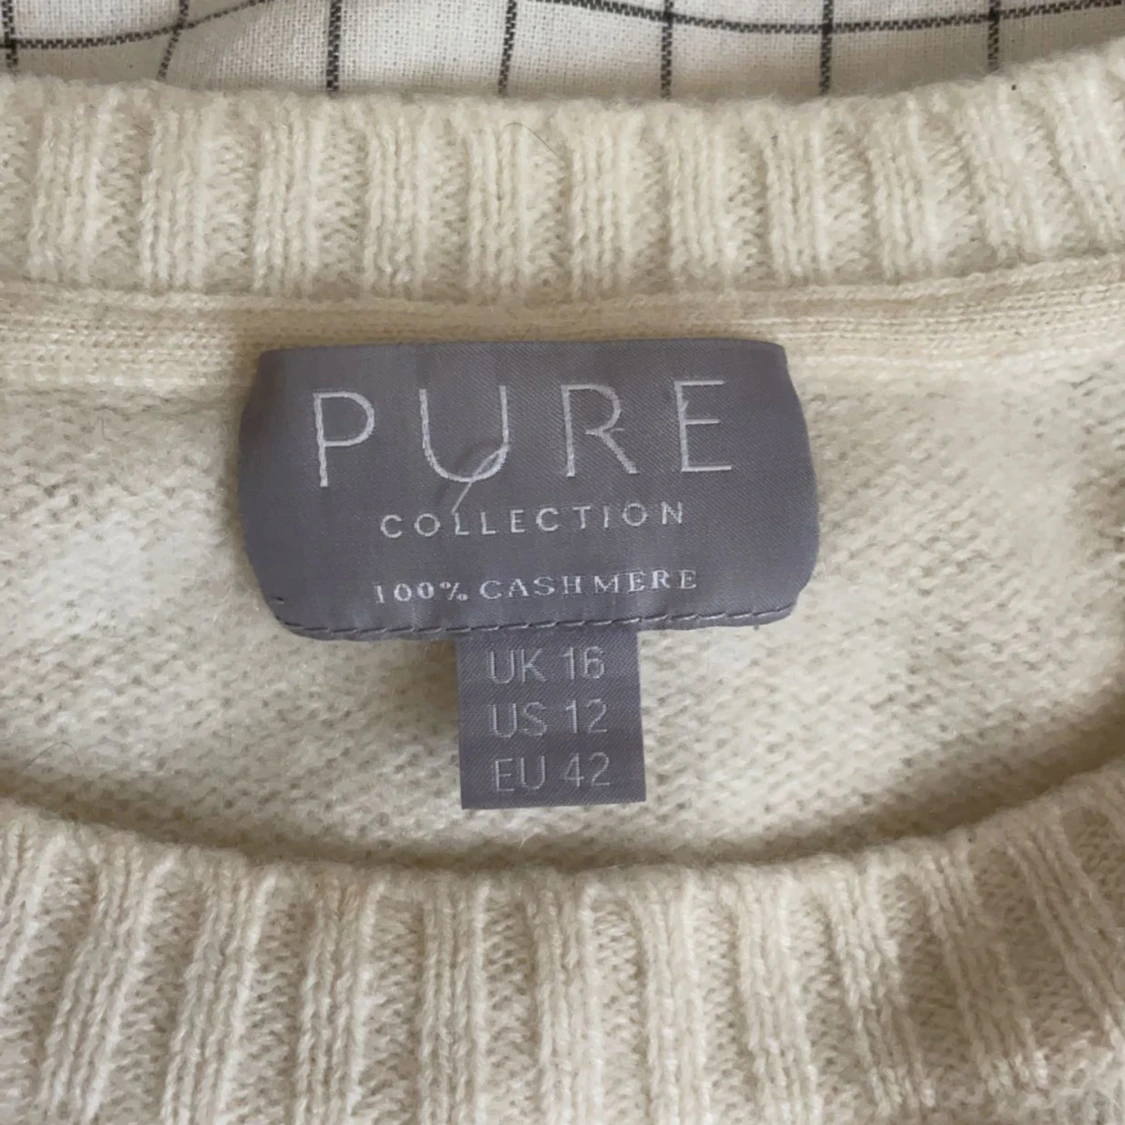 PURE
COLLECTION
100% CASHMERE
UK 16
US 12
EU 42